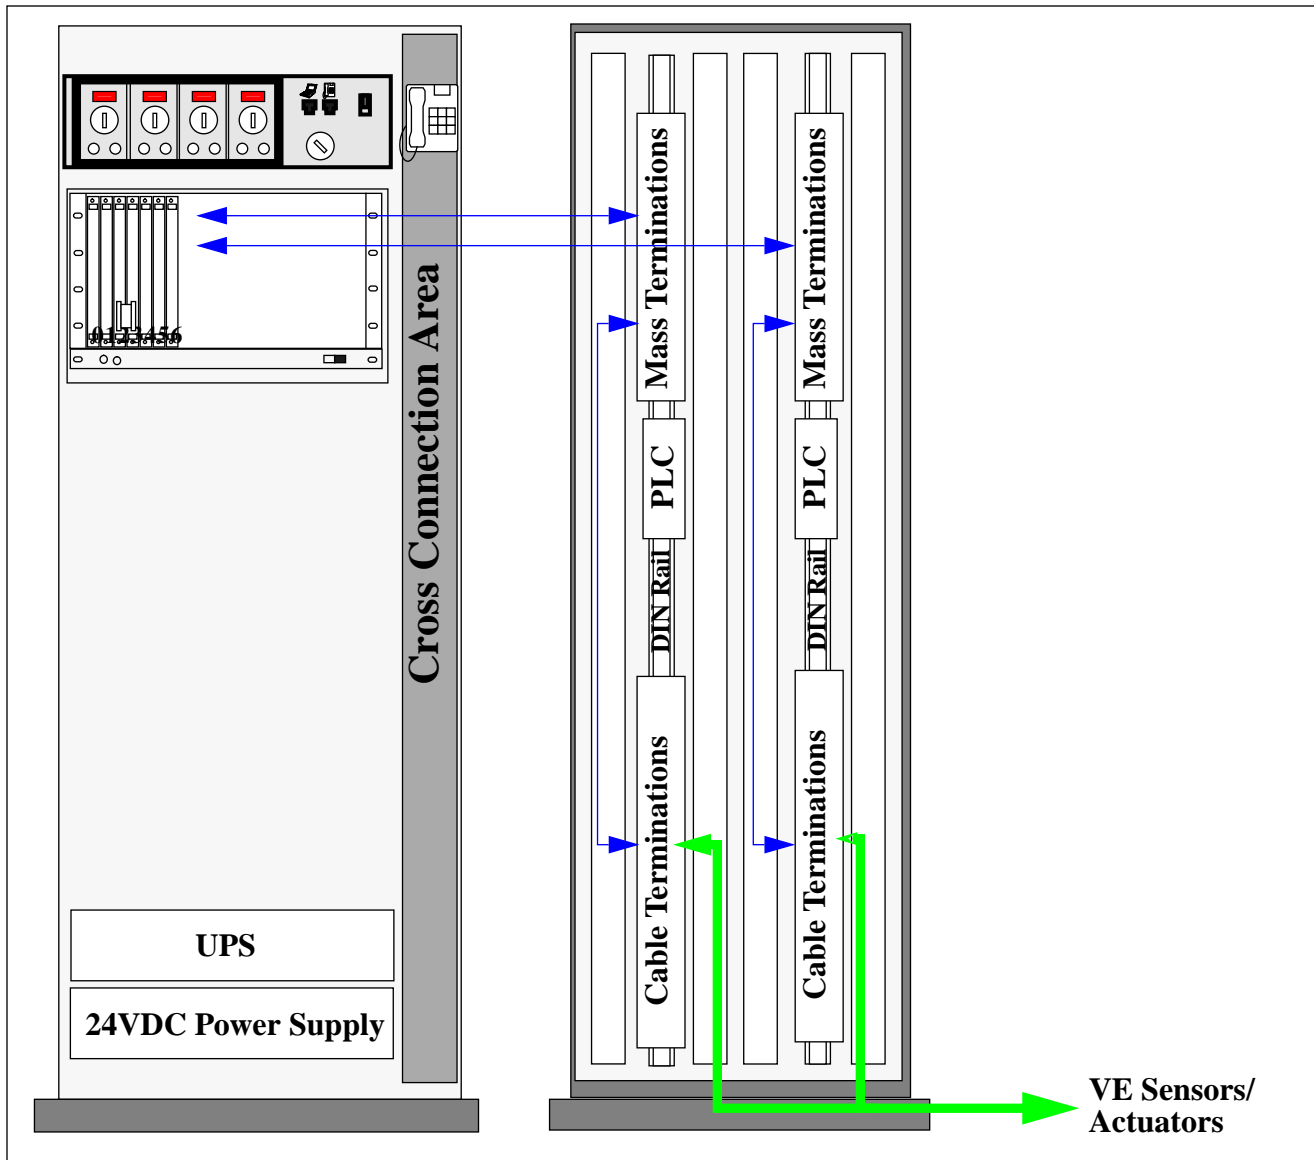 0123456
Cross Connection Area
UPS
24VDC Power Supply
Mass Terminations
PLC
DIN Rail
Cable Terminations
Mass Terminations
PLC
DIN Rail
Cable Terminations
VE Sensors/
Actuators